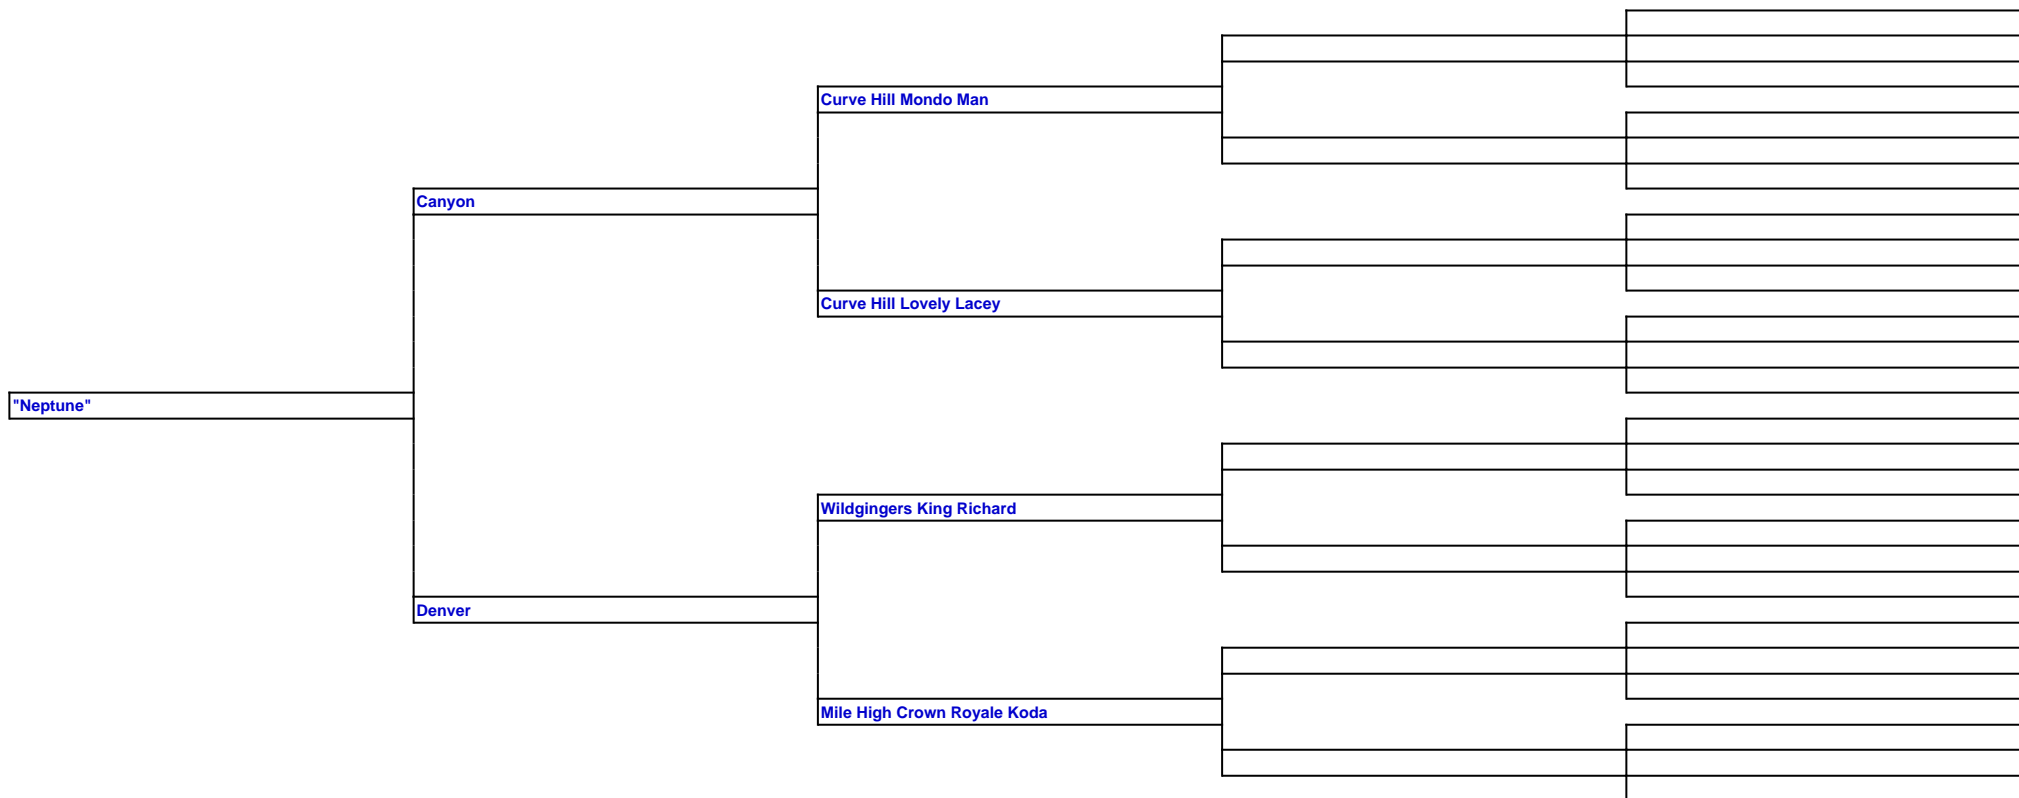 Curve Hill Mondo Man
Canyon
Curve Hill Lovely Lacey
"Neptune"
Wildgingers King Richard
Denver
Mile High Crown Royale Koda